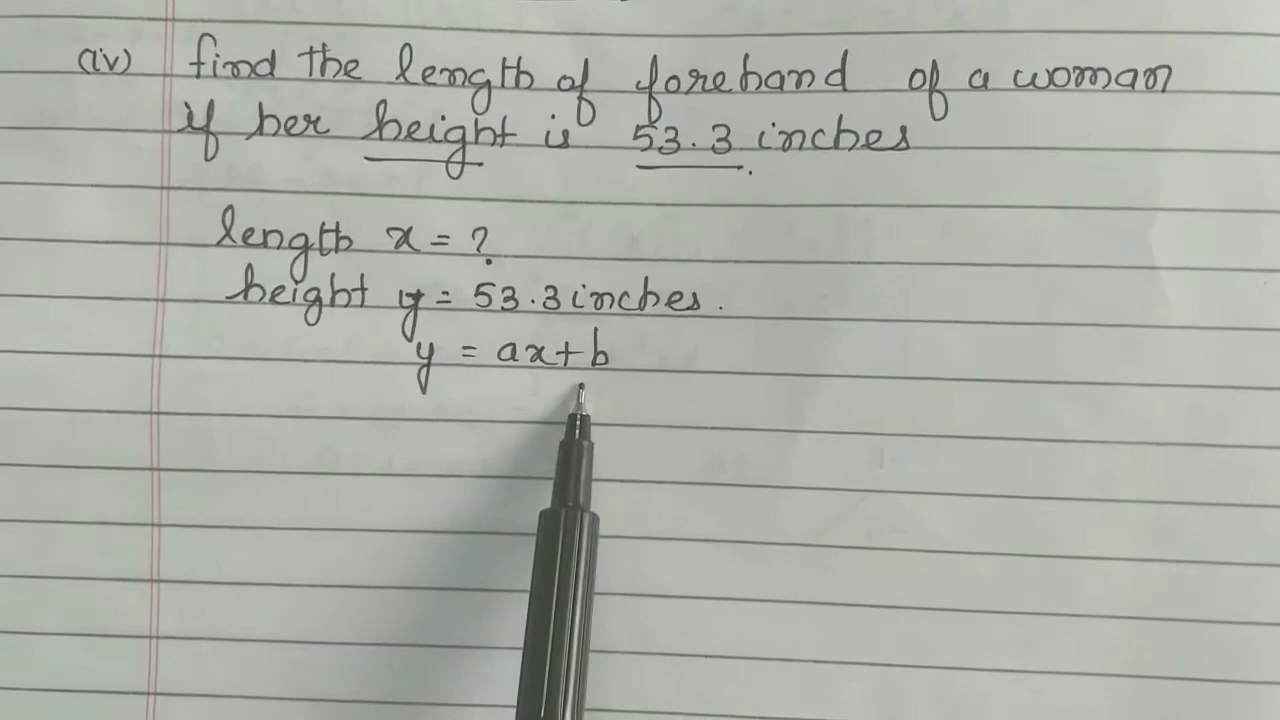 (iv) find the length of forehand of a woman
if her height is 53.3 inches.
length x = ?
height y = 53.3 inches.
y = ax+b